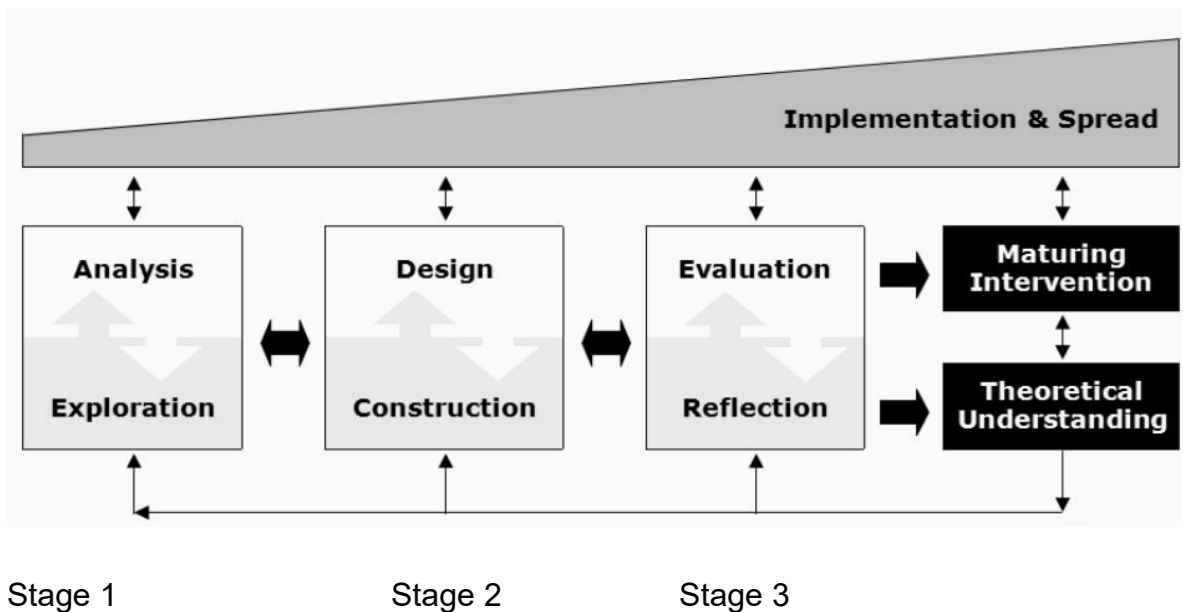 Implementation & Spread
Analysis
Exploration
Design
Construction
Evaluation
Reflection
Maturing
Intervention
Theoretical
Understanding
Stage 1
Stage 2
Stage 3